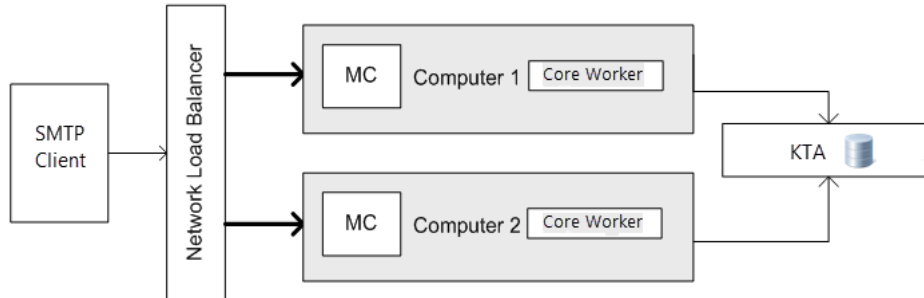 SMTP
Client
Network Load Balancer
MC
Computer 1
Core Worker
MC
Computer 2
Core Worker
KTA